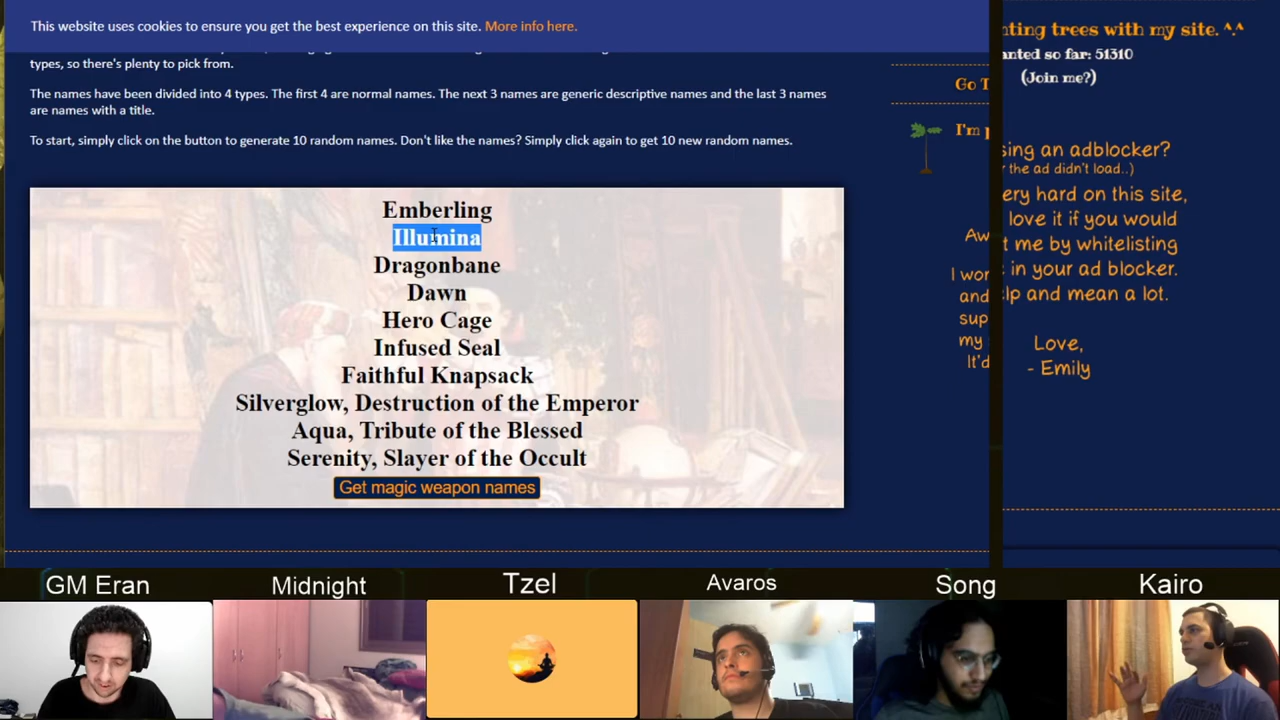 This website uses cookies to ensure you get the best experience on this site. More info here.
types, so there's plenty to pick from.
The names have been divided into 4 types. The first 4 are normal names. The next 3 names are generic descriptive names and the last 3 names
are names with a title.
To start, simply click on the button to generate 10 random names. Don't like the names? Simply click again to get 10 new random names.
Emberling
Illumina
Dragonbane
Dawn
Hero Cage
Infused Seal
Faithful Knapsack
Silverglow, Destruction of the Emperor
Aqua, Tribute of the Blessed
Serenity, Slayer of the Occult
Get magic weapon names
Go T
I'm p
Aw
I wor
and
sup
my
It'd
nting trees with my site. ^.^
anted so far: 51310
(Join me?)
sing an adblocker?
r the ad didn't load..)
ery hard on this site,
love it if you would
t me by whitelisting
in your ad blocker.
lp and mean a lot.
Love,
- Emily
GM Eran
Midnight
Tzel
Avaros
Song
Kairo